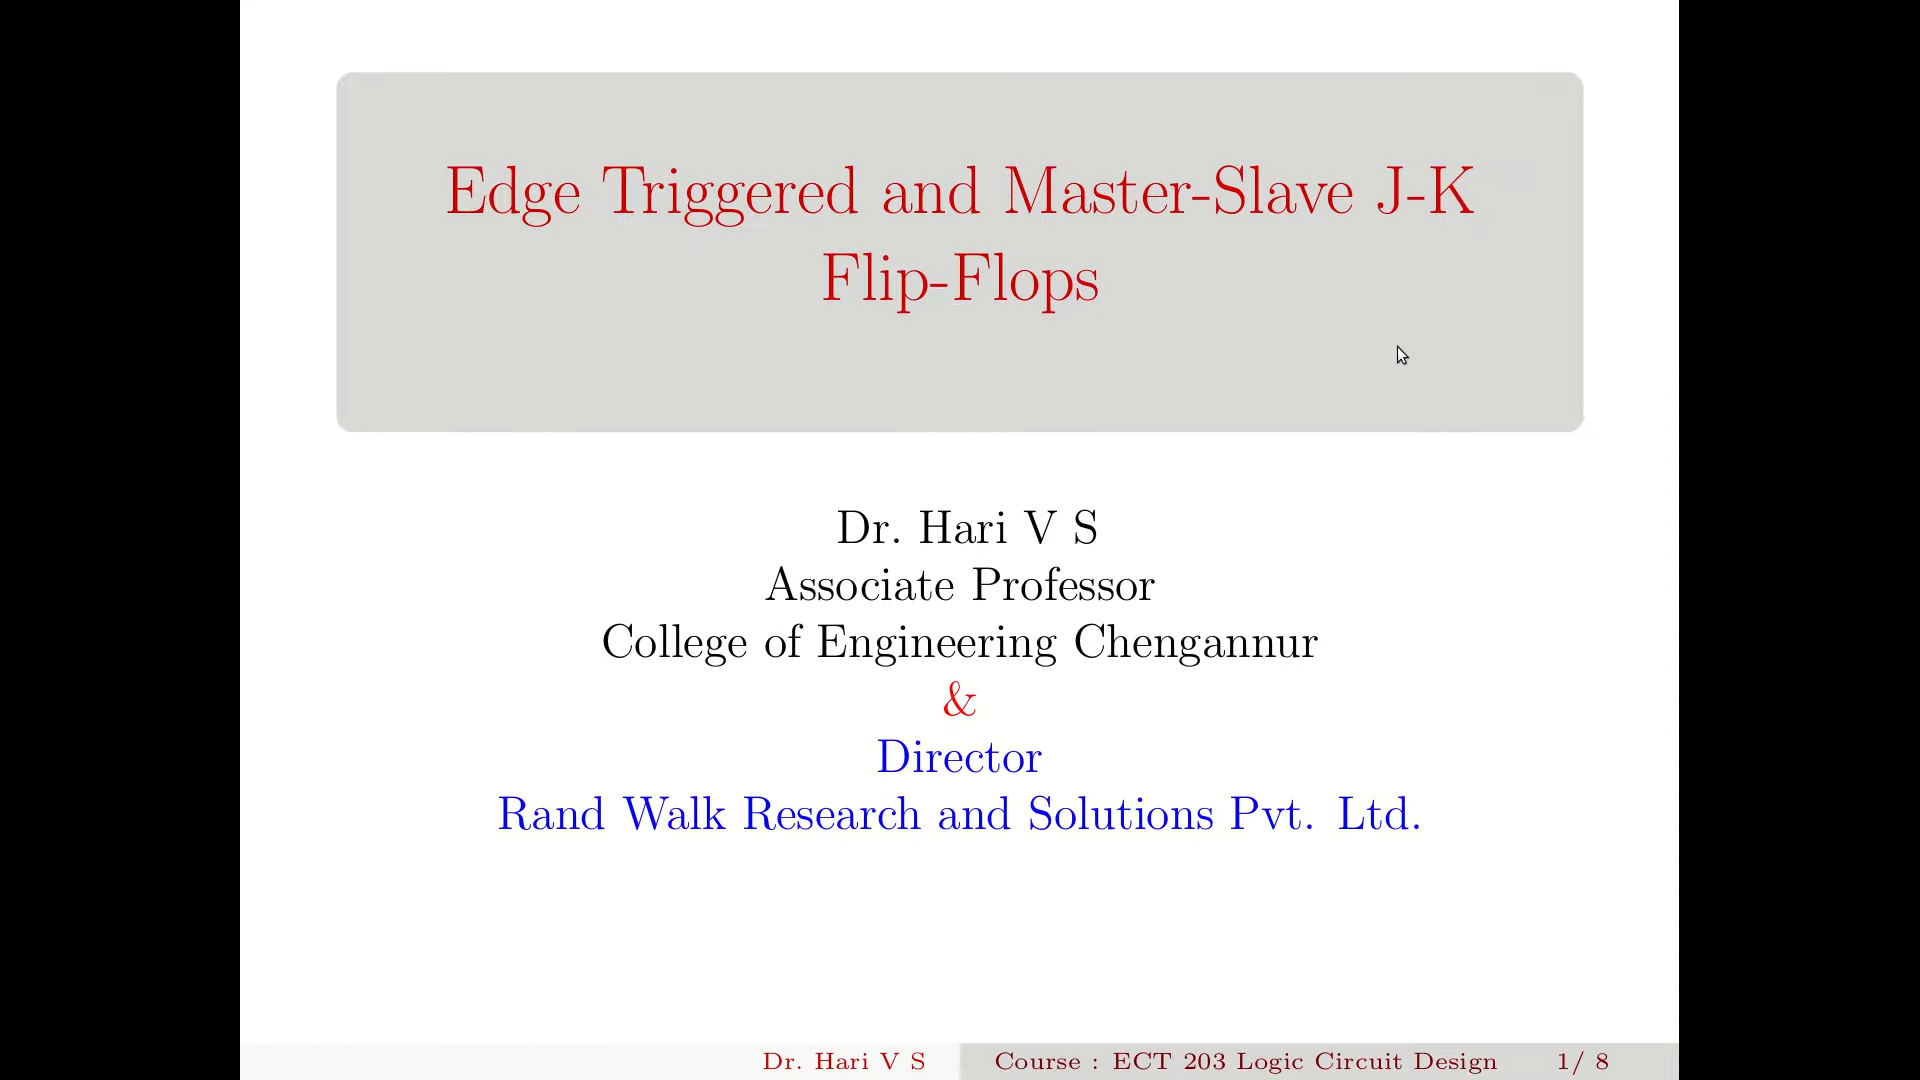 Edge Triggered and Master-Slave J-K
Flip-Flops
Dr. Hari V S
Associate Professor
College of Engineering Chengannur
&
Director
Rand Walk Research and Solutions Pvt. Ltd.
Dr. Hari V S Course : ECT 203 Logic Circuit Design 1/ 8